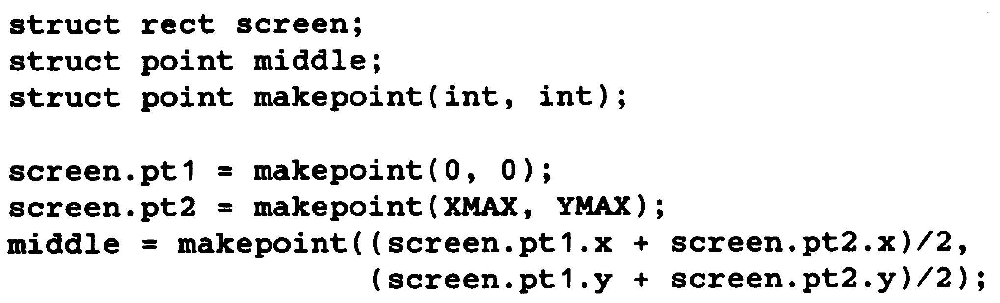 struct rect screen;
struct point middle;
struct point makepoint(int, int);

screen.pt1 = makepoint(0, 0);
screen.pt2 = makepoint(XMAX, YMAX);
middle = makepoint((screen.pt1.x + screen.pt2.x)/2,
                   (screen.pt1.y + screen.pt2.y)/2);